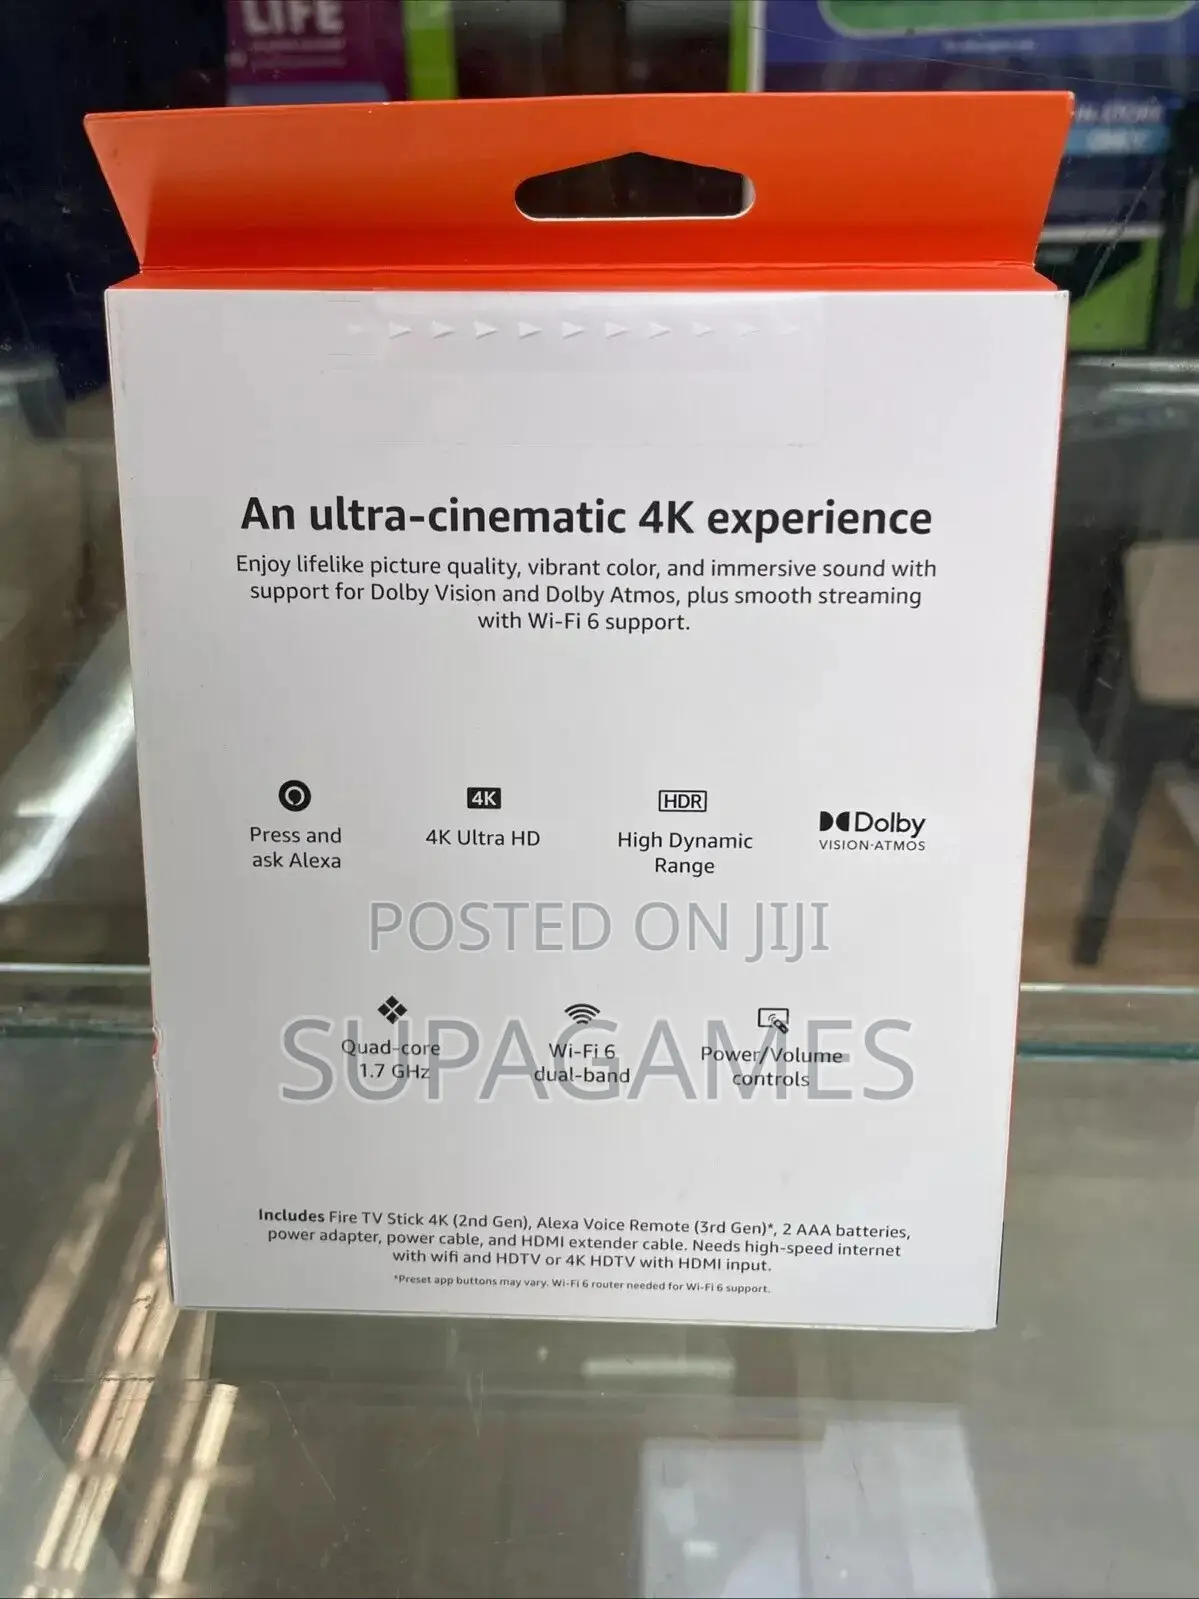 LIFE
An ultra-cinematic 4K experience
Enjoy lifelike picture quality, vibrant color, and immersive sound with
support for Dolby Vision and Dolby Atmos, plus smooth streaming
with Wi-Fi 6 support.
Press and
ask Alexa
4K
4K Ultra HD
HDR
High Dynamic
Range
Dolby
VISION·ATMOS
POSTED ON JIJI
SUPAGAMES
Quad-core
1.7 GHz
Wi-Fi 6
dual-band
Power/Volume
controls
Includes Fire TV Stick 4K (2nd Gen), Alexa Voice Remote (3rd Gen)*, 2 AAA batteries,
power adapter, power cable, and HDMI extender cable. Needs high-speed internet
with wifi and HDTV or 4K HDTV with HDMI input.
*Preset app buttons may vary. Wi-Fi 6 router needed for Wi-Fi 6 support.